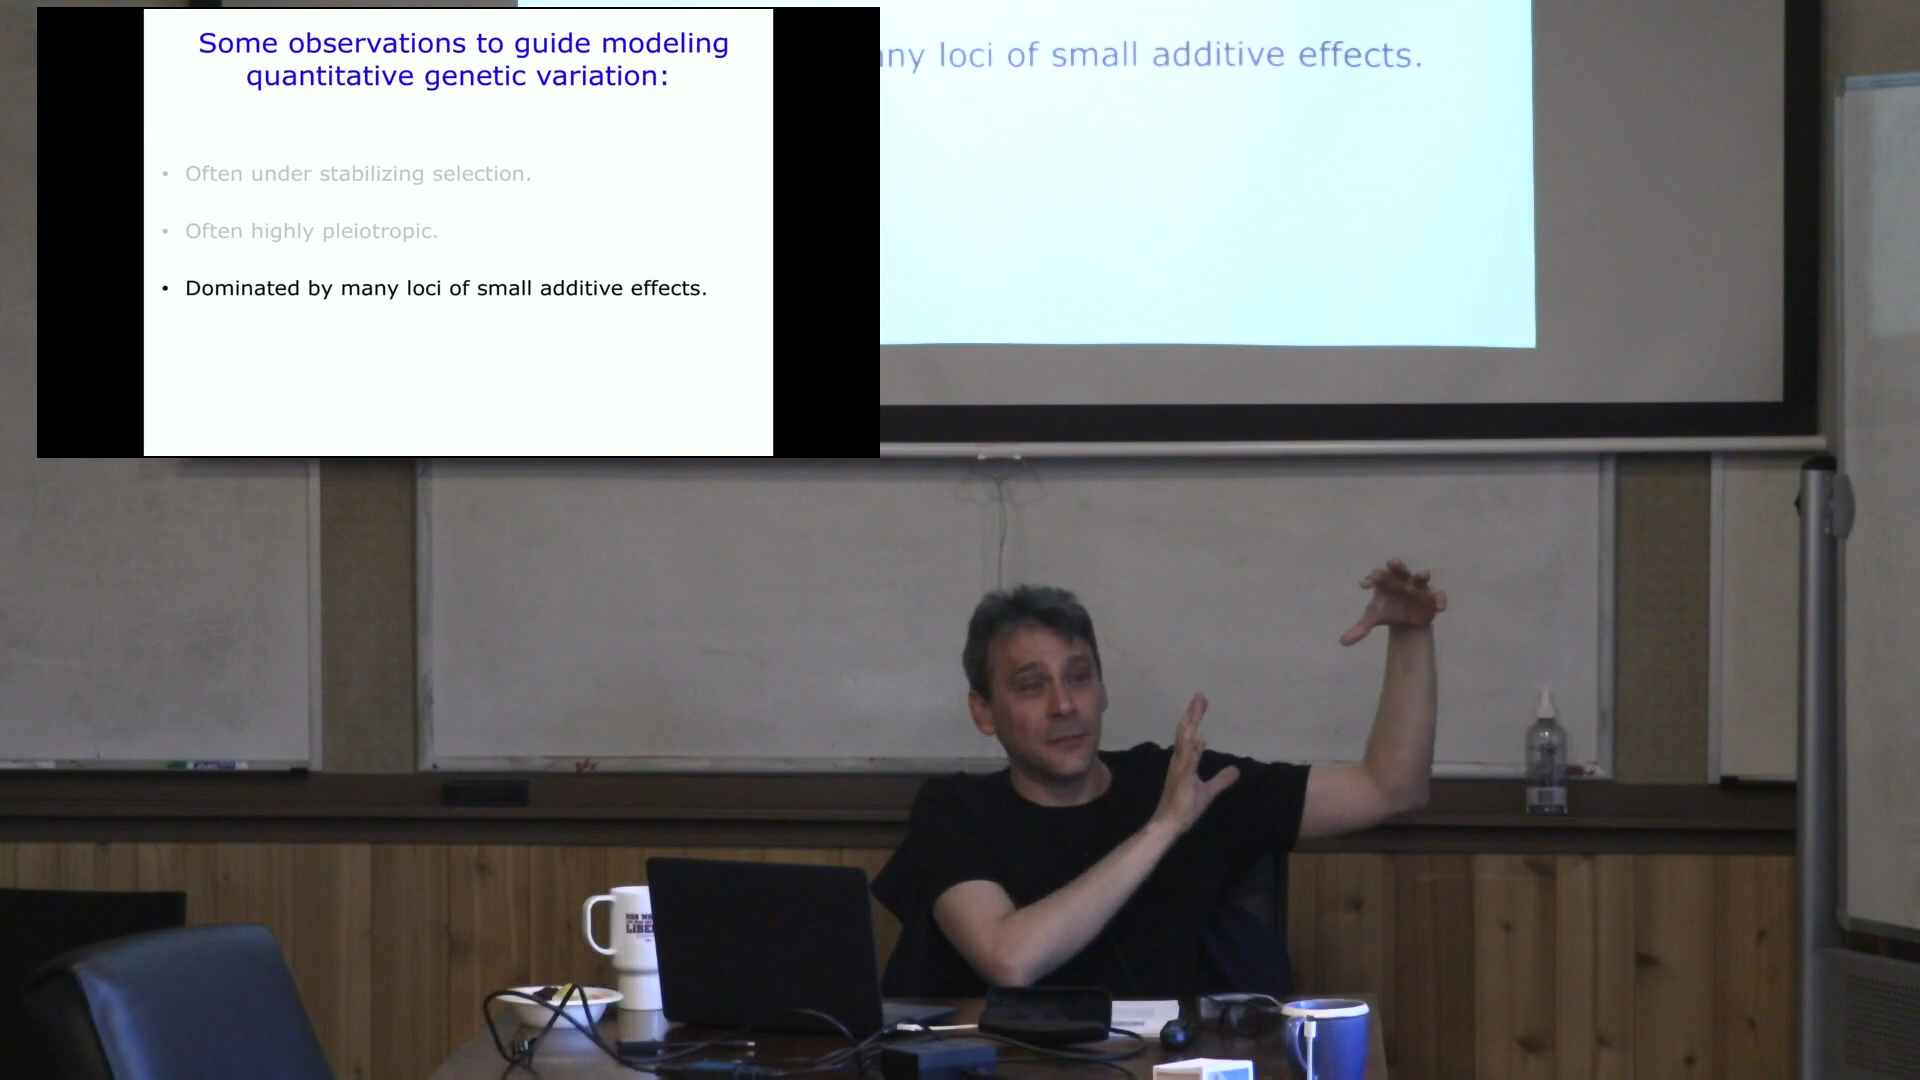 Some observations to guide modeling
quantitative genetic variation:
• Often under stabilizing selection.
• Often highly pleiotropic.
• Dominated by many loci of small additive effects.
any loci of small additive effects.